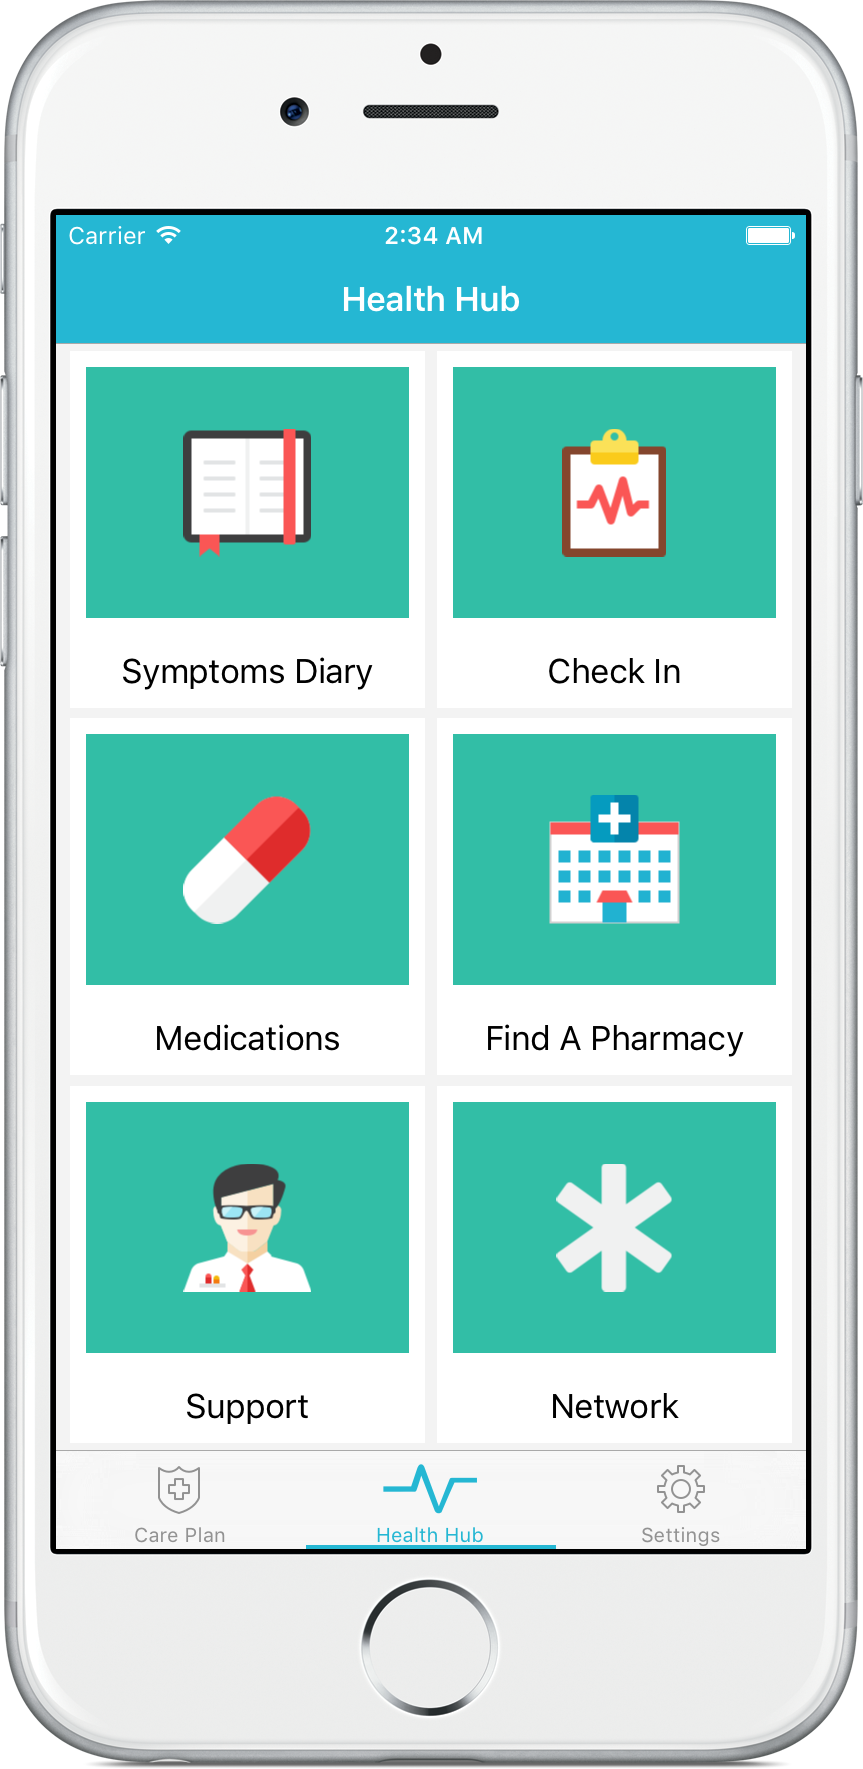 Carrier 2:34 AM
Health Hub
Symptoms Diary Check In
Medications Find A Pharmacy
Support Network
Care Plan Health Hub Settings